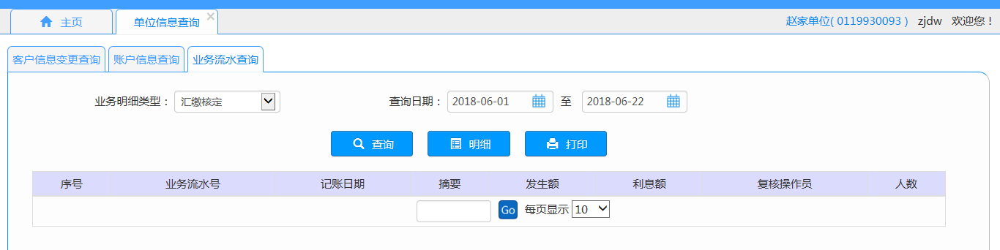 主页 单位信息查询 赵家单位( 0119930093 ) zjdw 欢迎您！
客户信息变更查询 账户信息查询 业务流水查询
业务明细类型： 汇缴核定 查询日期： 2018-06-01 至 2018-06-22
查询 明细 打印
序号 业务流水号 记账日期 摘要 发生额 利息额 复核操作员 人数
Go 每页显示 10